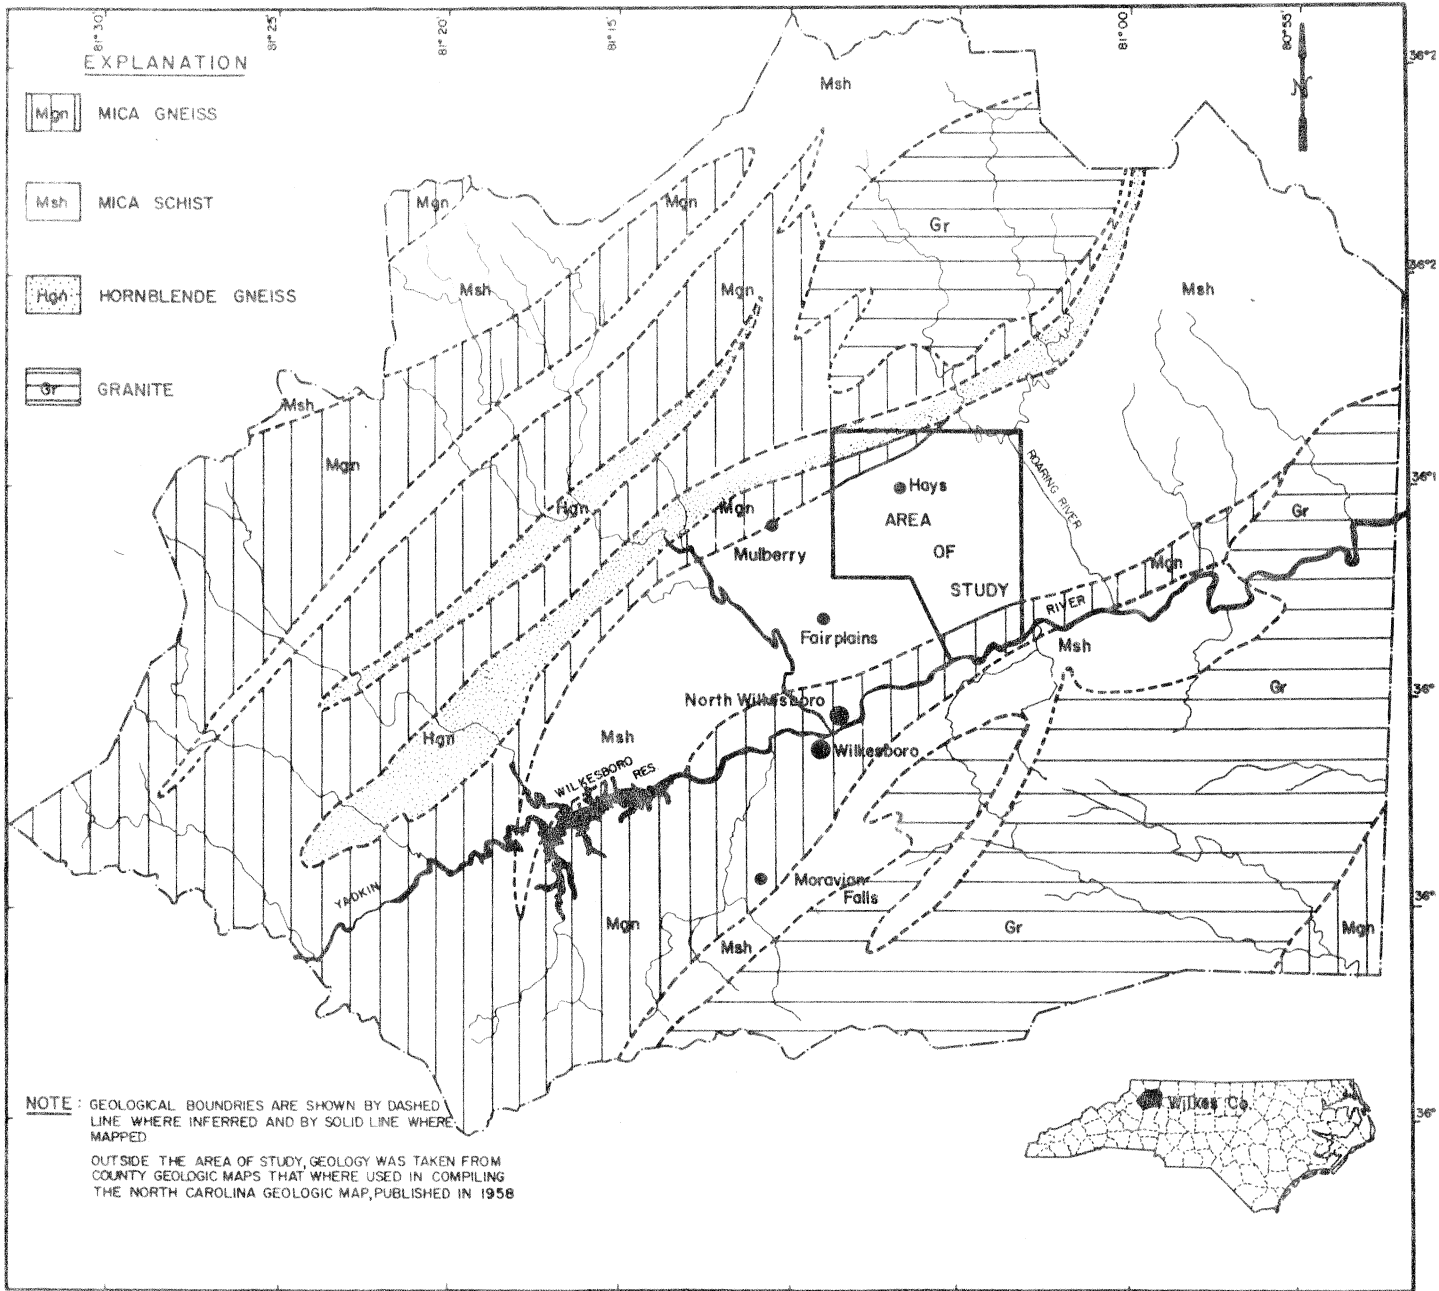 81° 30'
81° 25'
81° 20'
81° 15'
81° 00'
80° 55'
EXPLANATION
Mgn MICA GNEISS
Msh MICA SCHIST
Hgn HORNBLENDE GNEISS
Gr GRANITE
N
Msh
Mgn
Mgn
Gr
Msh
Mgn
Msh
Msh
Mgn
Hays
ROARING RIVER
Hgn
Mgn
Gr
AREA
OF
STUDY
Mulberry
Mgn
RIVER
Fairplains
Msh
Gr
North Wilkesboro
Hgn
Msh
Wilkesboro
WILKESBORO
RES.
YADKIN
Moravian
Falls
Mgn
Msh
Gr
Mgn
NOTE: GEOLOGICAL BOUNDRIES ARE SHOWN BY DASHED
LINE WHERE INFERRED AND BY SOLID LINE WHERE
MAPPED
OUTSIDE THE AREA OF STUDY, GEOLOGY WAS TAKEN FROM
COUNTY GEOLOGIC MAPS THAT WHERE USED IN COMPILING
THE NORTH CAROLINA GEOLOGIC MAP, PUBLISHED IN 1958
Wilkes Co.